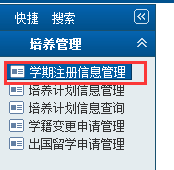 快捷 搜索
培养管理
学期注册信息管理
培养计划信息管理
培养计划信息查询
学籍变更申请管理
出国留学申请管理